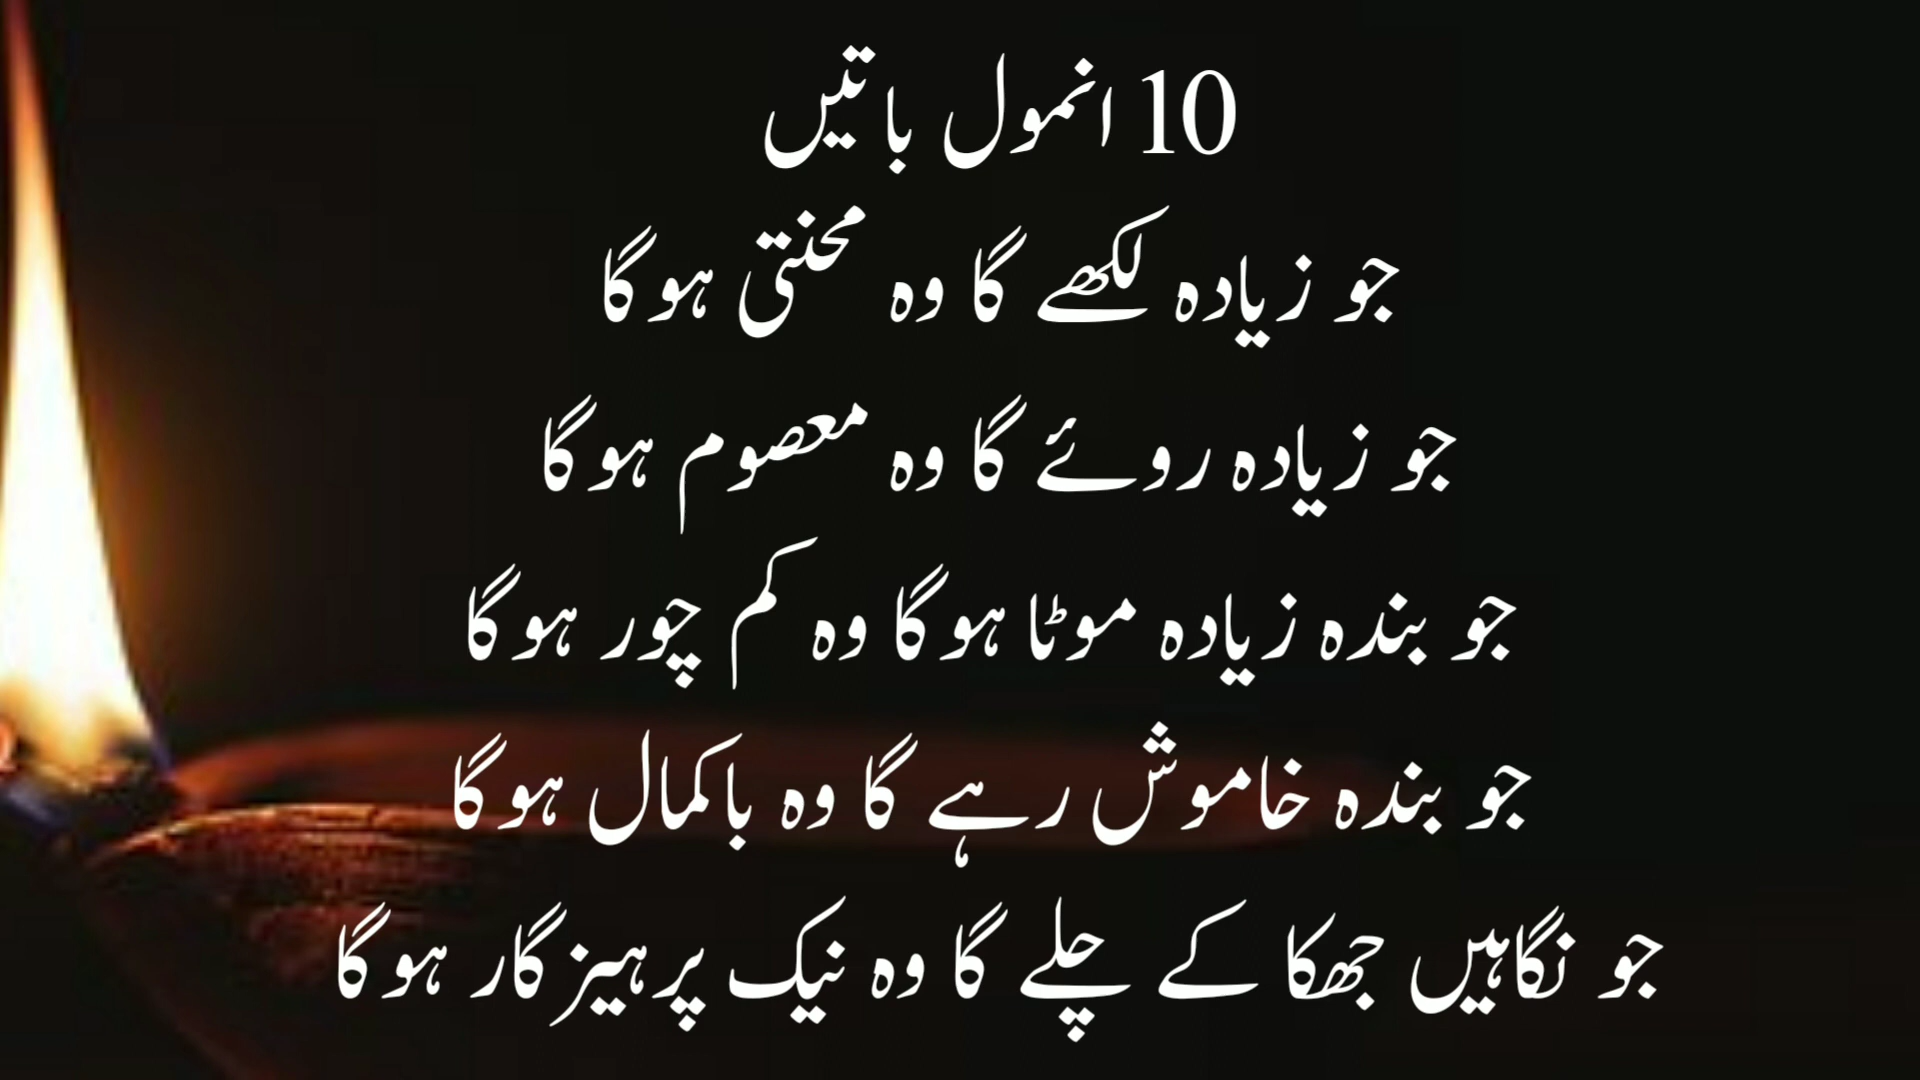 10 انمول باتیں
جو زیادہ لکھے گا وہ محنتی ہوگا
جو زیادہ روئے گا وہ معصوم ہوگا
جو بندہ زیادہ موٹا ہوگا وہ کم چور ہوگا
جو بندہ خاموش رہے گا وہ باکمال ہوگا
جو نگاہیں جھکا کے چلے گا وہ نیک پرہیزگار ہوگا